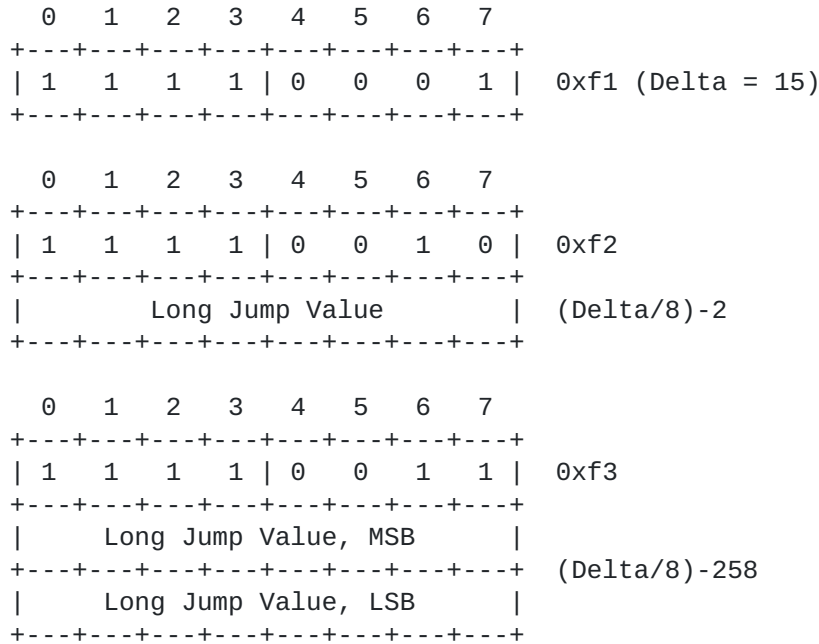 0   1   2   3   4   5   6   7
+---+---+---+---+---+---+---+---+
| 1   1   1   1 | 0   0   0   1 |  0xf1 (Delta = 15)
+---+---+---+---+---+---+---+---+

  0   1   2   3   4   5   6   7
+---+---+---+---+---+---+---+---+
| 1   1   1   1 | 0   0   1   0 |  0xf2
+---+---+---+---+---+---+---+---+
|        Long Jump Value        |  (Delta/8)-2
+---+---+---+---+---+---+---+---+

  0   1   2   3   4   5   6   7
+---+---+---+---+---+---+---+---+
| 1   1   1   1 | 0   0   1   1 |  0xf3
+---+---+---+---+---+---+---+---+
|     Long Jump Value, MSB      |
+---+---+---+---+---+---+---+---+  (Delta/8)-258
|     Long Jump Value, LSB      |
+---+---+---+---+---+---+---+---+